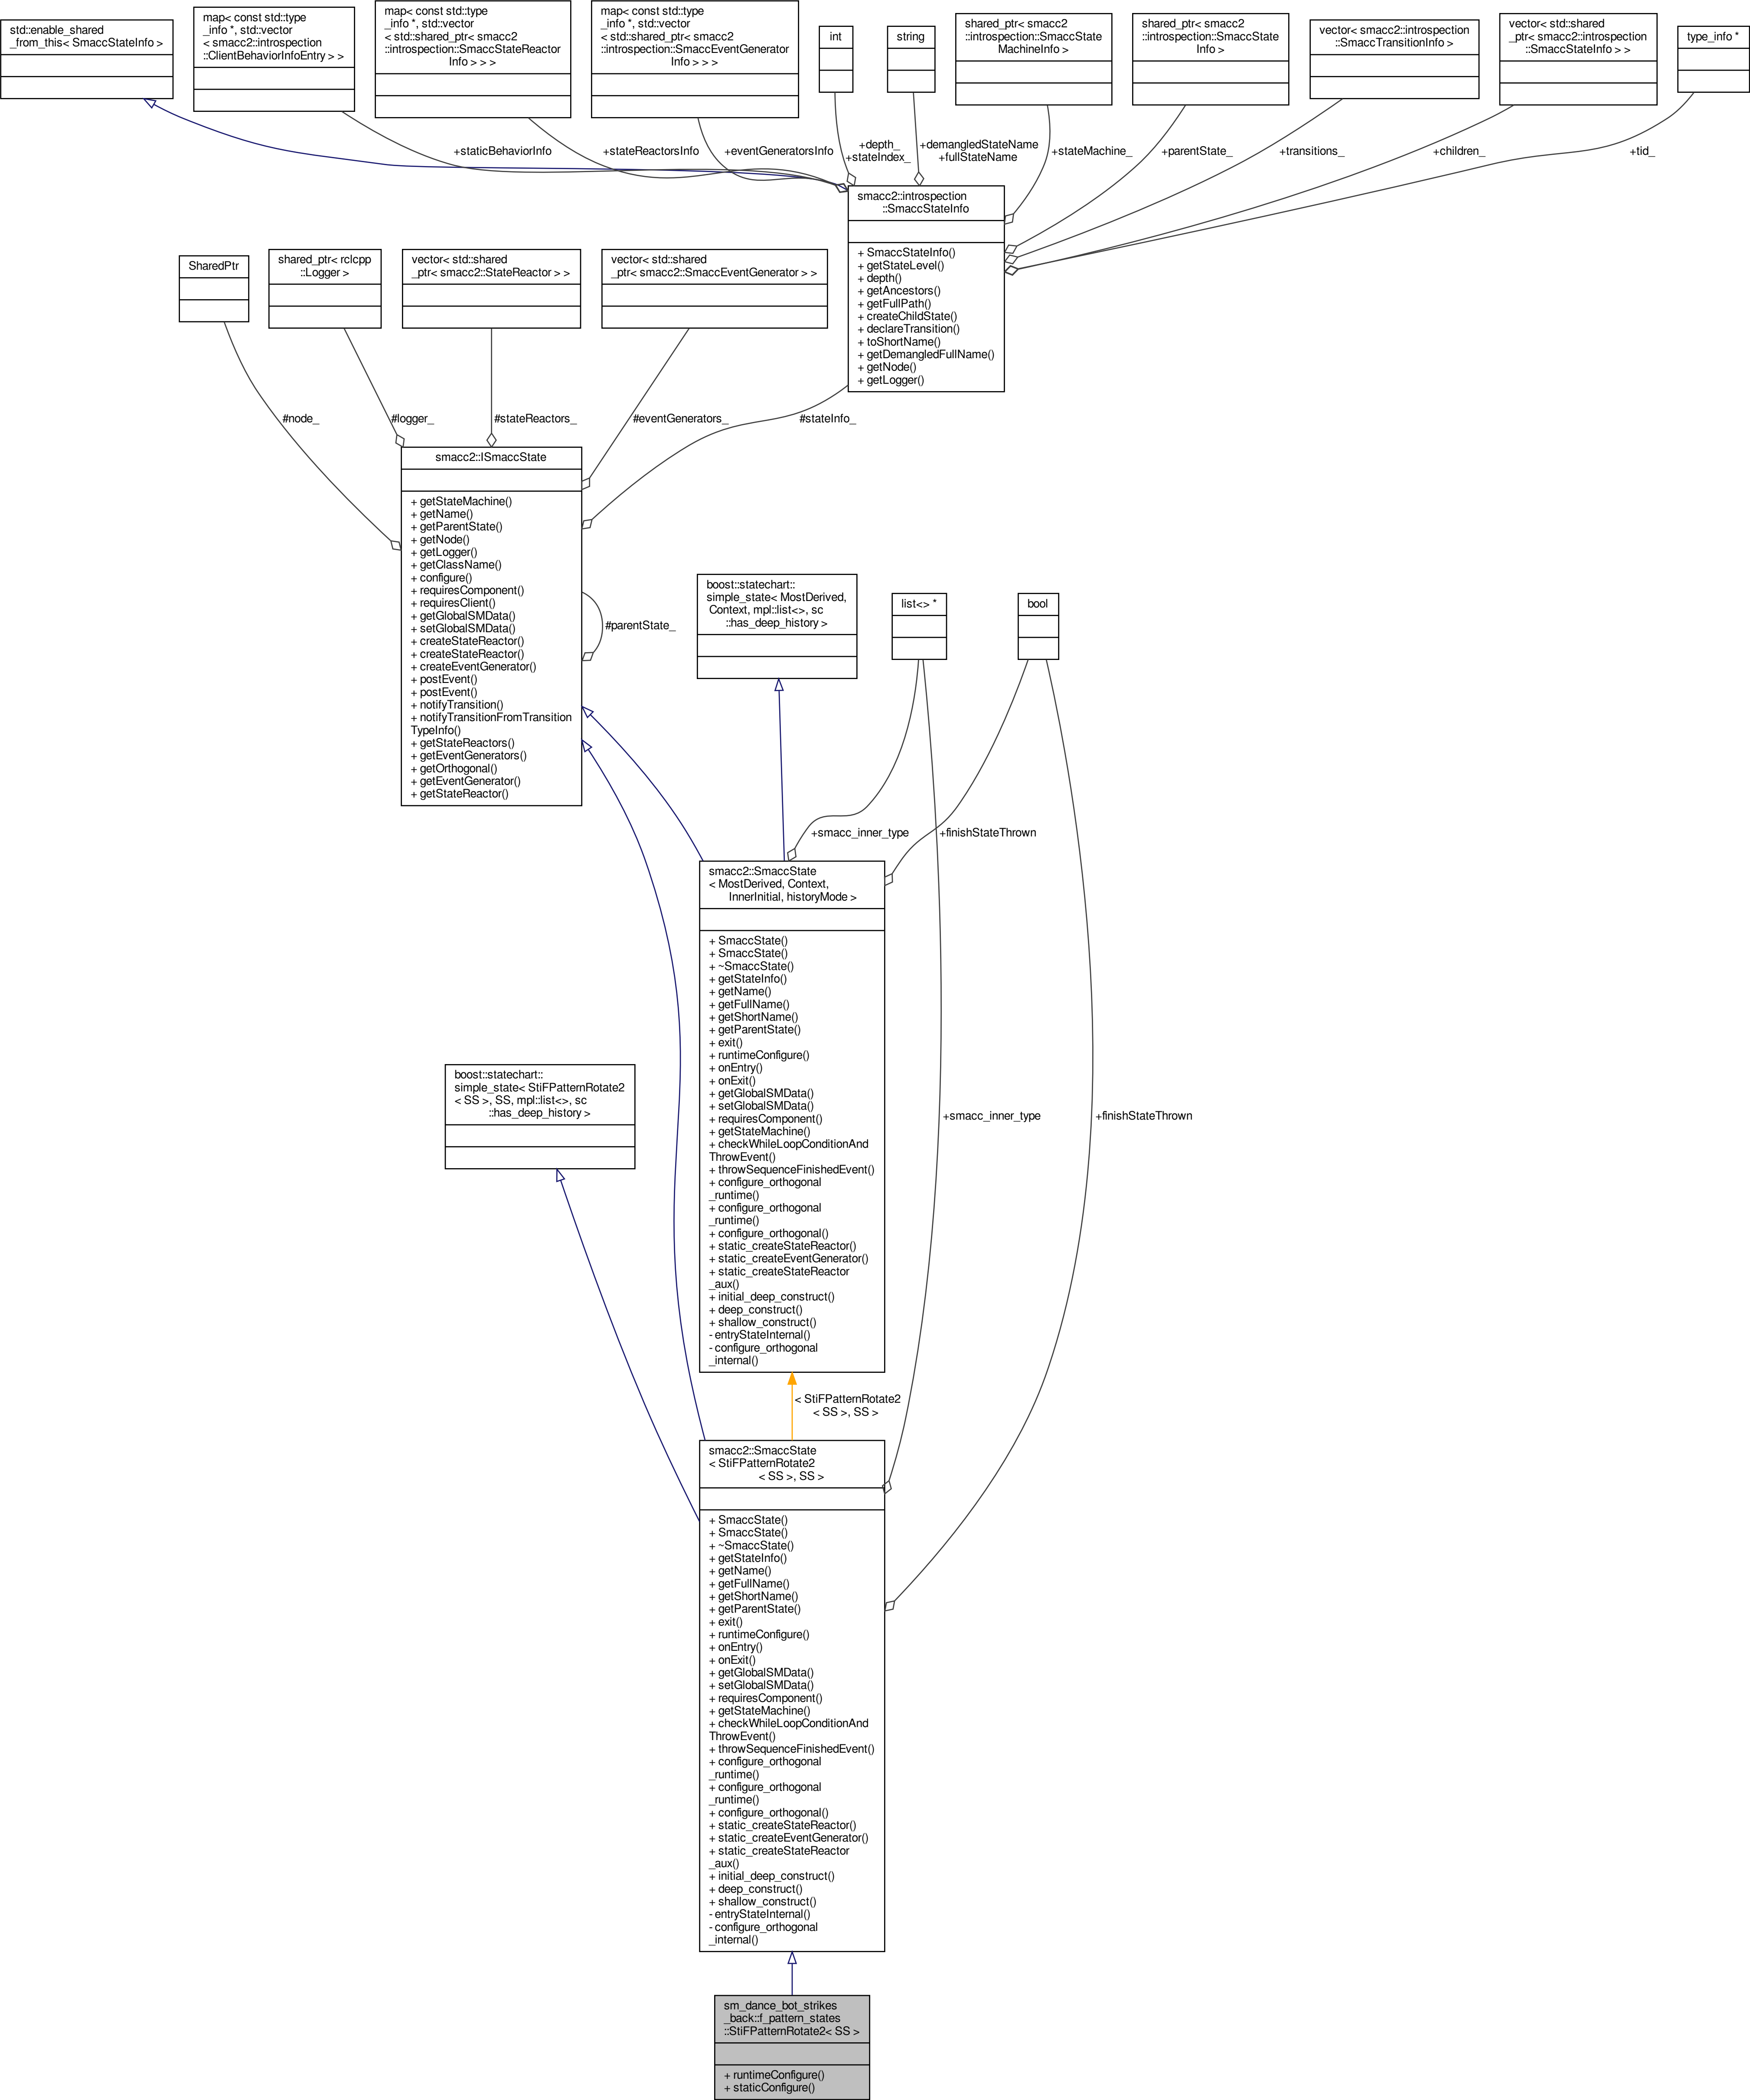 std::enable_shared
_from_this< SmaccStateInfo >
map< const std::type
_info *, std::vector
< smacc2::introspection
::ClientBehaviorInfoEntry > >
map< const std::type
_info *, std::vector
< std::shared_ptr< smacc2
::introspection::SmaccStateReactor
Info > > >
map< const std::type
_info *, std::vector
< std::shared_ptr< smacc2
::introspection::SmaccEventGenerator
Info > > >
int
string
shared_ptr< smacc2
::introspection::SmaccState
MachineInfo >
shared_ptr< smacc2
::introspection::SmaccState
Info >
vector< smacc2::introspection
::SmaccTransitionInfo >
vector< std::shared
_ptr< smacc2::introspection
::SmaccStateInfo > >
type_info *
+staticBehaviorInfo
+stateReactorsInfo
+eventGeneratorsInfo
+depth_
+stateIndex_
+demangledStateName
+fullStateName
+stateMachine_
+parentState_
+transitions_
+children_
+tid_
smacc2::introspection
::SmaccStateInfo
+ SmaccStateInfo()
+ getStateLevel()
+ depth()
+ getAncestors()
+ getFullPath()
+ createChildState()
+ declareTransition()
+ toShortName()
+ getDemangledFullName()
+ getNode()
+ getLogger()
SharedPtr
shared_ptr< rclcpp
::Logger >
vector< std::shared
_ptr< smacc2::StateReactor > >
vector< std::shared
_ptr< smacc2::SmaccEventGenerator > >
#node_
#logger_
#stateReactors_
#eventGenerators_
#stateInfo_
smacc2::ISmaccState
+ getStateMachine()
+ getName()
+ getParentState()
+ getNode()
+ getLogger()
+ getClassName()
+ configure()
+ requiresComponent()
+ requiresClient()
+ getGlobalSMData()
+ setGlobalSMData()
+ createStateReactor()
+ createStateReactor()
+ createEventGenerator()
+ postEvent()
+ postEvent()
+ notifyTransition()
+ notifyTransitionFromTransition
TypeInfo()
+ getStateReactors()
+ getEventGenerators()
+ getOrthogonal()
+ getEventGenerator()
+ getStateReactor()
#parentState_
boost::statechart::
simple_state< MostDerived,
Context, mpl::list<>, sc
::has_deep_history >
list<> *
bool
+smacc_inner_type
+finishStateThrown
smacc2::SmaccState
< MostDerived, Context,
InnerInitial, historyMode >
+ SmaccState()
+ SmaccState()
+ ~SmaccState()
+ getStateInfo()
+ getName()
+ getFullName()
+ getShortName()
+ getParentState()
+ exit()
+ runtimeConfigure()
+ onEntry()
+ onExit()
+ getGlobalSMData()
+ setGlobalSMData()
+ requiresComponent()
+ getStateMachine()
+ checkWhileLoopConditionAnd
ThrowEvent()
+ throwSequenceFinishedEvent()
+ configure_orthogonal
_runtime()
+ configure_orthogonal
_runtime()
+ configure_orthogonal()
+ static_createStateReactor()
+ static_createEventGenerator()
+ static_createStateReactor
_aux()
+ initial_deep_construct()
+ deep_construct()
+ shallow_construct()
- entryStateInternal()
- configure_orthogonal
_internal()
boost::statechart::
simple_state< StiFPatternRotate2
< SS >, SS, mpl::list<>, sc
::has_deep_history >
+smacc_inner_type
+finishStateThrown
< StiFPatternRotate2
< SS >, SS >
smacc2::SmaccState
< StiFPatternRotate2
< SS >, SS >
+ SmaccState()
+ SmaccState()
+ ~SmaccState()
+ getStateInfo()
+ getName()
+ getFullName()
+ getShortName()
+ getParentState()
+ exit()
+ runtimeConfigure()
+ onEntry()
+ onExit()
+ getGlobalSMData()
+ setGlobalSMData()
+ requiresComponent()
+ getStateMachine()
+ checkWhileLoopConditionAnd
ThrowEvent()
+ throwSequenceFinishedEvent()
+ configure_orthogonal
_runtime()
+ configure_orthogonal
_runtime()
+ configure_orthogonal()
+ static_createStateReactor()
+ static_createEventGenerator()
+ static_createStateReactor
_aux()
+ initial_deep_construct()
+ deep_construct()
+ shallow_construct()
- entryStateInternal()
- configure_orthogonal
_internal()
sm_dance_bot_strikes
_back::f_pattern_states
::StiFPatternRotate2< SS >
+ runtimeConfigure()
+ staticConfigure()